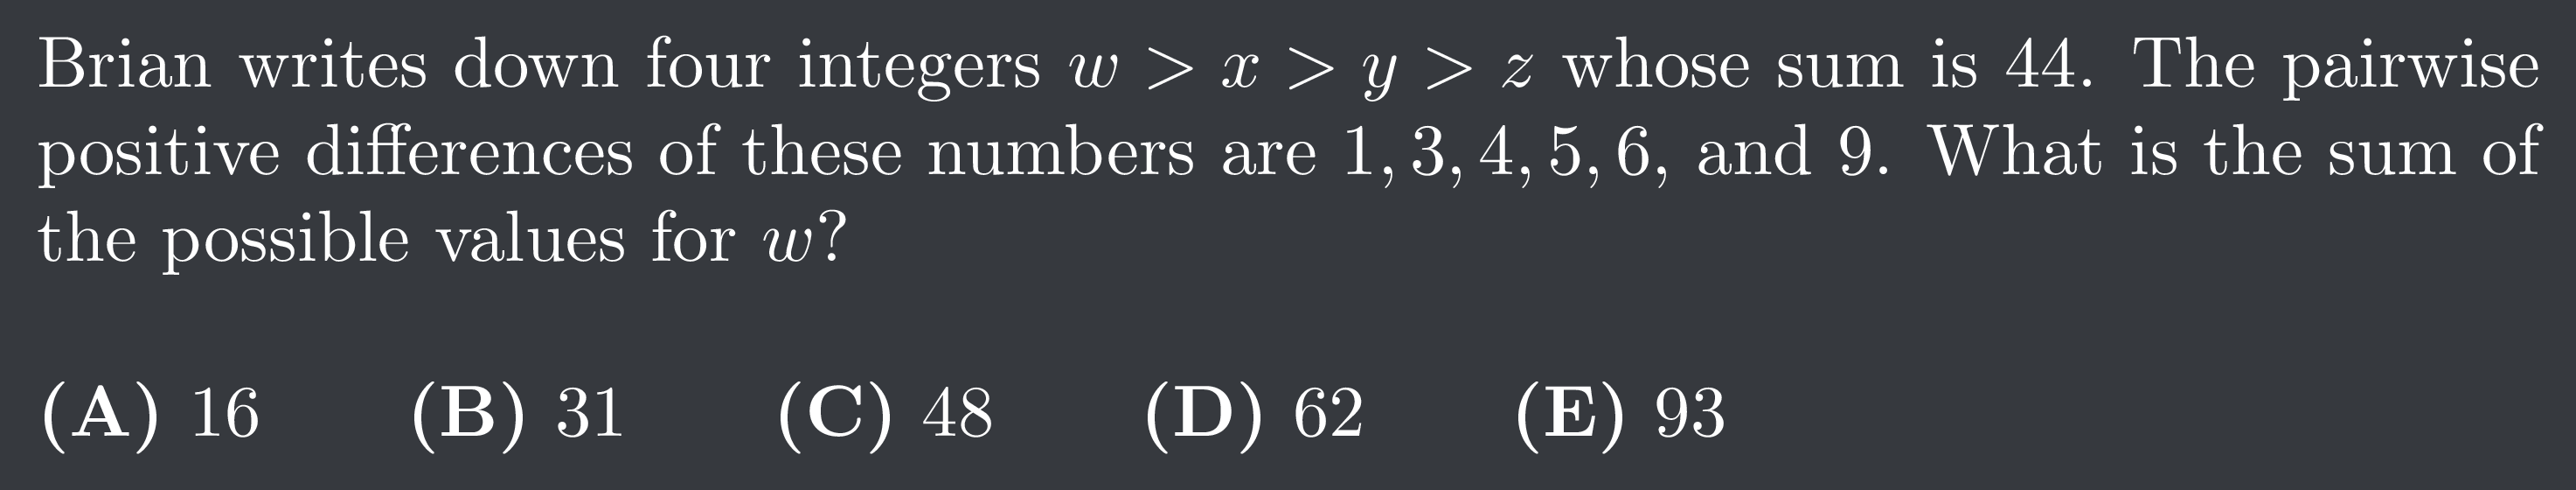 Brian writes down four integers w > x > y > z whose sum is 44. The pairwise
positive differences of these numbers are 1, 3, 4, 5, 6, and 9. What is the sum of
the possible values for w?
(A) 16 (B) 31 (C) 48 (D) 62 (E) 93